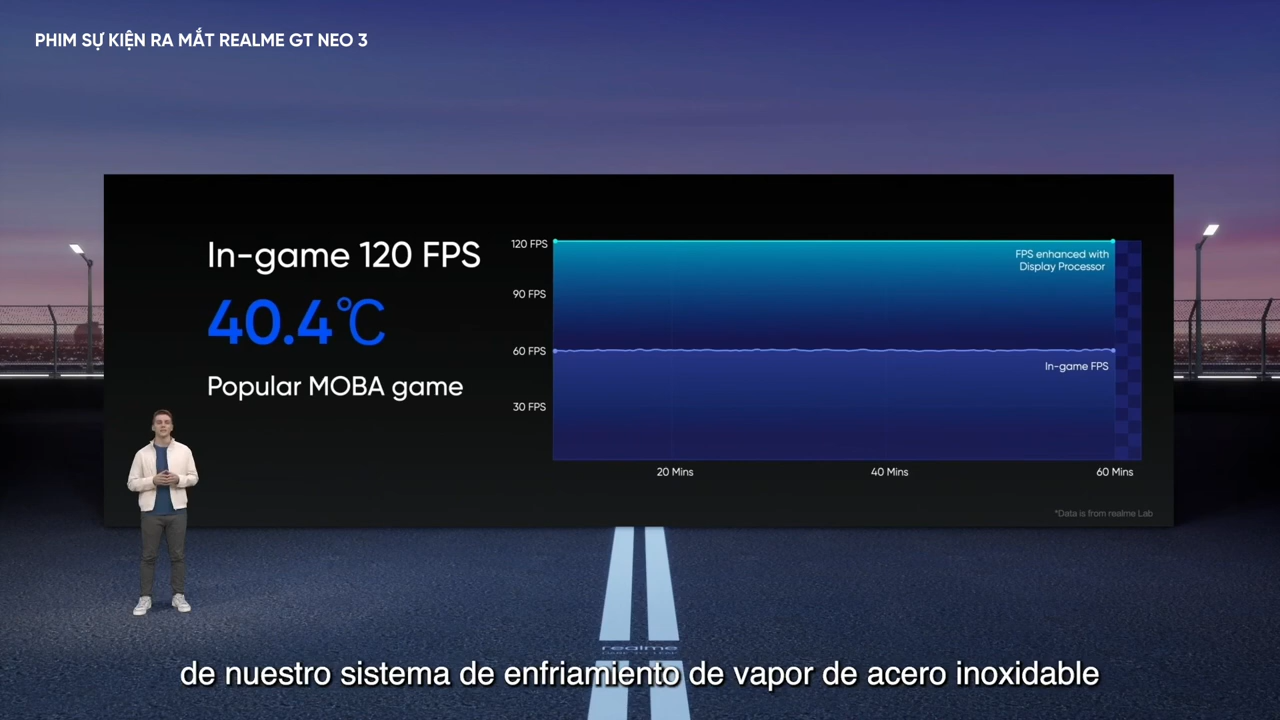 PHIM SỰ KIỆN RA MẮT REALME GT NEO 3
In-game 120 FPS
40.4℃
Popular MOBA game
120 FPS
90 FPS
60 FPS
30 FPS
FPS enhanced with
Display Processor
In-game FPS
20 Mins
40 Mins
60 Mins
*Data is from realme Lab
realme
de nuestro sistema de enfriamiento de vapor de acero inoxidable